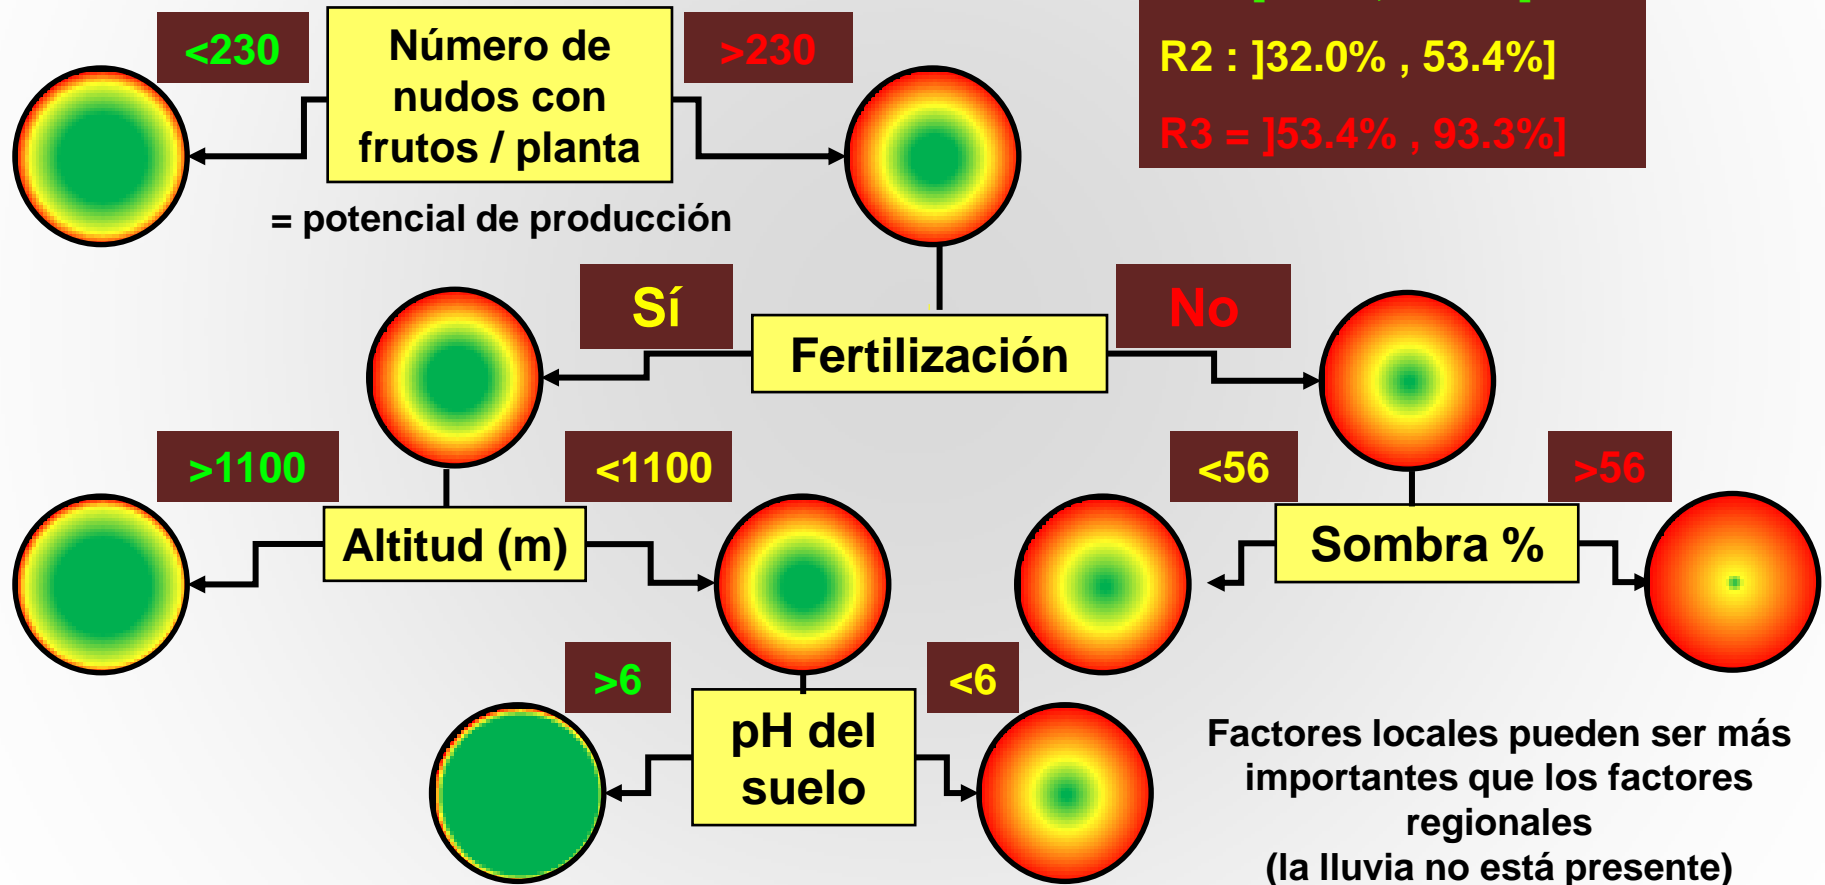 <230
Número de
nudos con
frutos / planta
>230
R2 : ]32.0% , 53.4%]
R3 = ]53.4% , 93.3%]
= potencial de producción
Sí
Fertilización
No
>1100
<1100
Altitud (m)
<56
>56
Sombra %
>6
<6
pH del
suelo
Factores locales pueden ser más
importantes que los factores
regionales
(la lluvia no está presente)